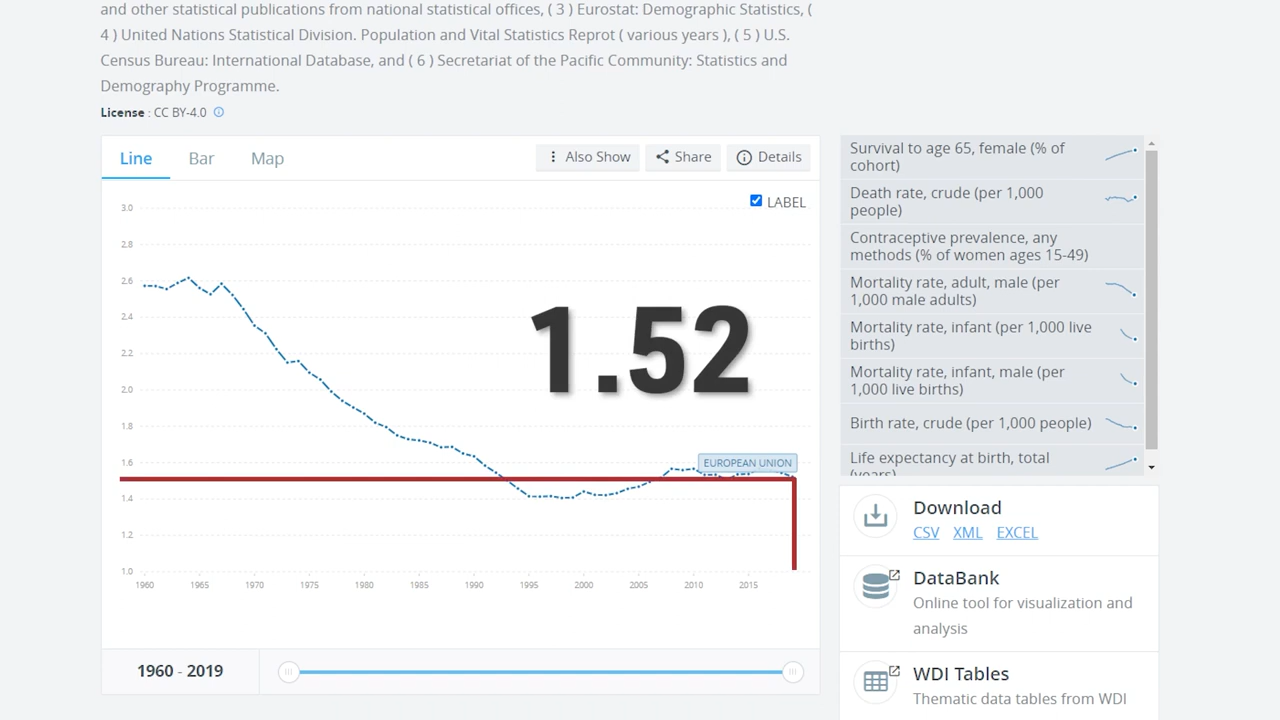 and other statistical publications from national statistical offices, ( 3 ) Eurostat: Demographic Statistics, (
4 ) United Nations Statistical Division. Population and Vital Statistics Reprot ( various years ), ( 5 ) U.S.
Census Bureau: International Database, and ( 6 ) Secretariat of the Pacific Community: Statistics and
Demography Programme.
License : CC BY-4.0
Line Bar Map Also Show Share Details
LABEL
3.0
2.8
2.6
2.4
2.2
2.0
1.8
1.6
1.4
1.2
1.0
1.52
EUROPEAN UNION
1960 1965 1970 1975 1980 1985 1990 1995 2000 2005 2010 2015
1960 - 2019
Survival to age 65, female (% of
cohort)
Death rate, crude (per 1,000
people)
Contraceptive prevalence, any
methods (% of women ages 15-49)
Mortality rate, adult, male (per
1,000 male adults)
Mortality rate, infant (per 1,000 live
births)
Mortality rate, infant, male (per
1,000 live births)
Birth rate, crude (per 1,000 people)
Life expectancy at birth, total
(years)
Download
CSV XML EXCEL
DataBank
Online tool for visualization and
analysis
WDI Tables
Thematic data tables from WDI